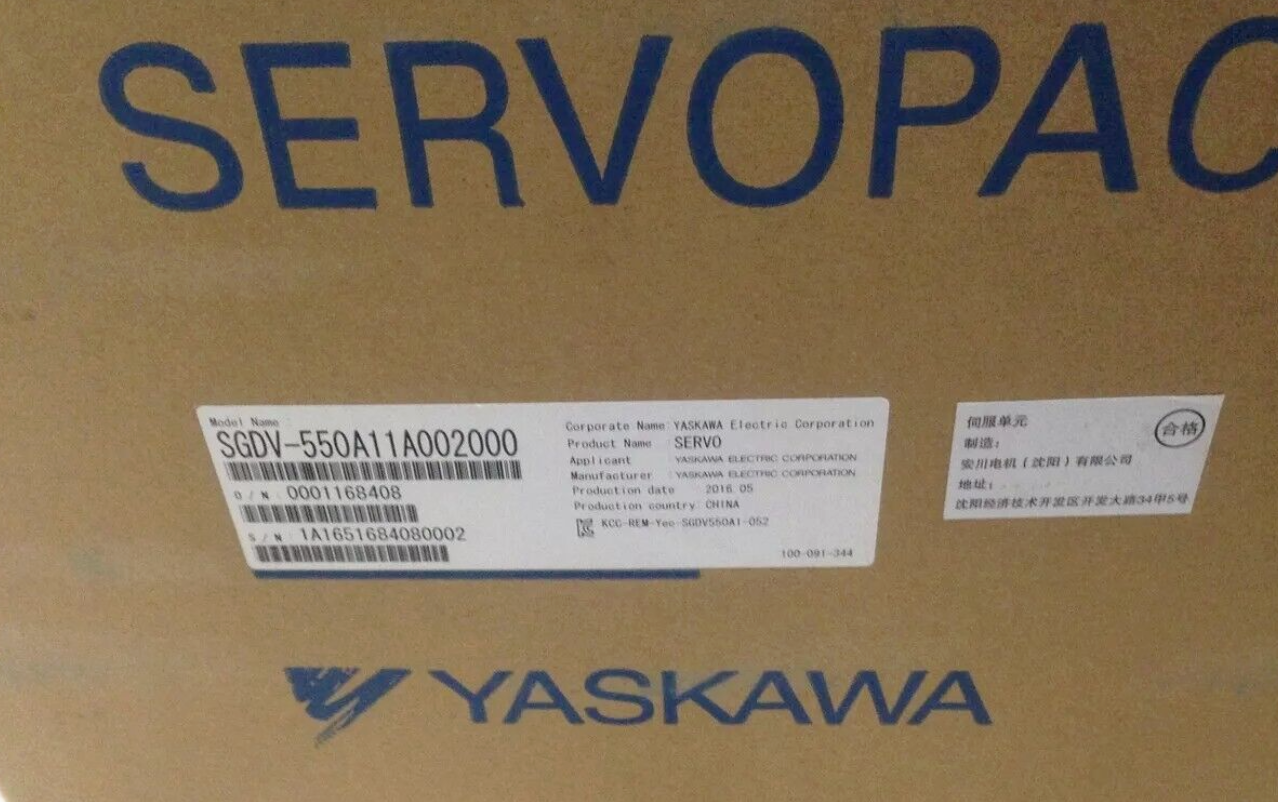 SERVOPAC
Model Name
SGDV-550A11A002000
O/N 0001168408
S/N 1A1651684080002
Corporate Name YASKAWA Electric Corporation
Product Name SERVO
Applicant : YASKAWA ELECTRIC CORPORATION
Manufacturer : YASKAWA ELECTRIC CORPORATION
Production date : 2016.05
Production country CHINA
KCC-REM-Yec-SGDV550A1-052
100-091-344
伺服单元
合格
制造:
安川电机(沈阳)有限公司
地址:
沈阳经济技术开发区开发大路34甲5号
YASKAWA